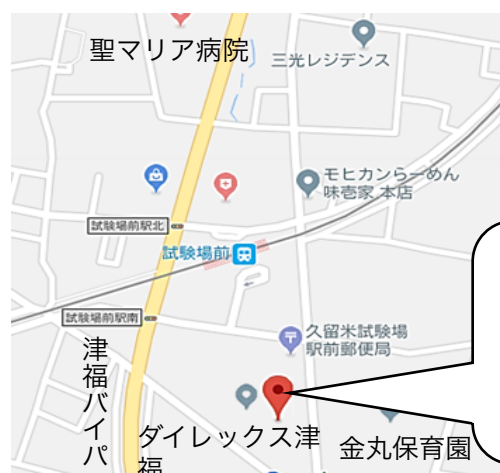 聖マリア病院
三光レジデンス
モヒカンらーめん
味壱家 本店
試験場前駅北
試験場前
試験場前駅南
久留米試験場
駅前郵便局
津福バイパ
ダイレックス津
福
金丸保育園